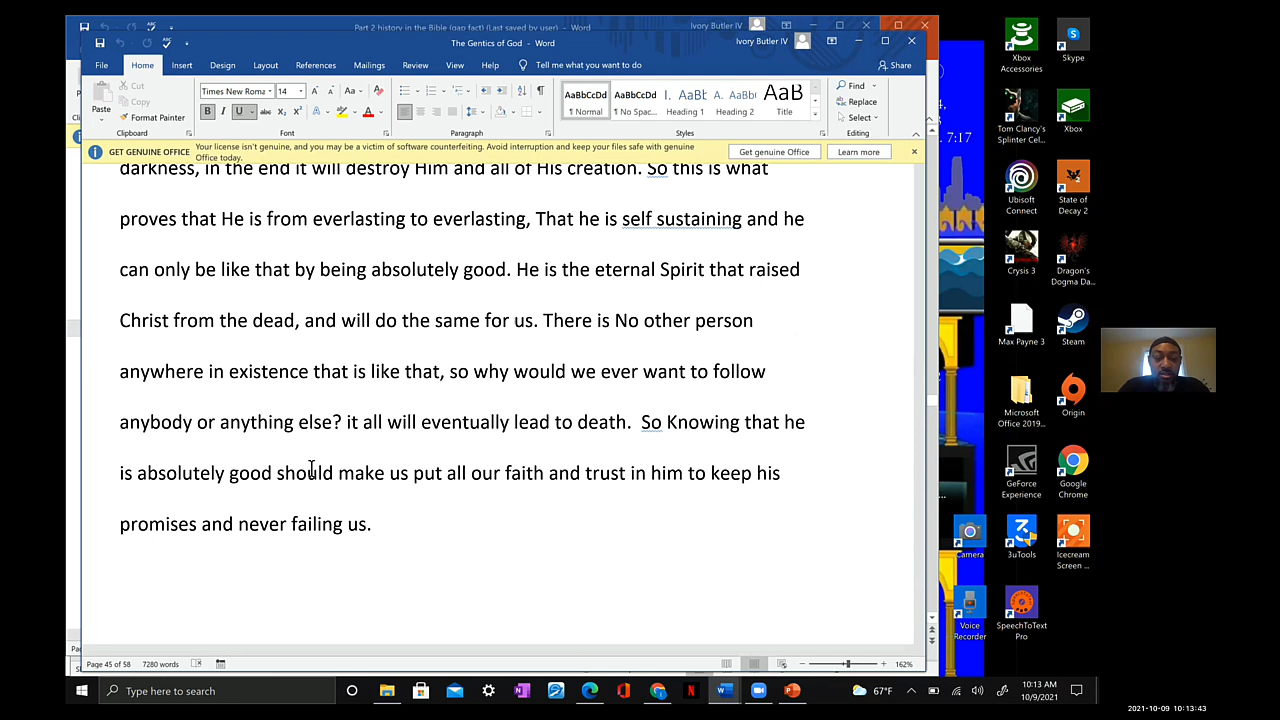 Part 2 history in the Bible (gap fact) (Last saved by user) - Word
Ivory Butler IV
The Gentics of God - Word
Ivory Butler IV
File Home Insert Design Layout References Mailings Review View Help Tell me what you want to do Share
Paste
Cut
Copy
Format Painter
Clipboard
Times New Roma 14
Font
Paragraph
AaBbCcDd AaBbCcDd AaBb( AaBb( AaB
¶ Normal ¶ No Spac... Heading 1 Heading 2 Title
Styles
Find
Replace
Select
Editing
GET GENUINE OFFICE Your license isn't genuine, and you may be a victim of software counterfeiting. Avoid interruption and keep your files safe with genuine
Office today.
Get genuine Office Learn more
darkness, in the end it will destroy Him and all of His creation. So this is what
proves that He is from everlasting to everlasting, That he is self sustaining and he
can only be like that by being absolutely good. He is the eternal Spirit that raised
Christ from the dead, and will do the same for us. There is No other person
anywhere in existence that is like that, so why would we ever want to follow
anybody or anything else? it all will eventually lead to death. So Knowing that he
is absolutely good should make us put all our faith and trust in him to keep his
promises and never failing us.
Page 45 of 58 7280 words
162%
7:17
Xbox
Accessories
Skype
Tom Clancy's
Splinter Cel...
Xbox
Ubisoft
Connect
State of
Decay 2
Crysis 3
Dragon's
Dogma Da...
Max Payne 3
Steam
Microsoft
Office 2019...
Origin
GeForce
Experience
Google
Chrome
Camera
3uTools
Icecream
Screen ...
Voice
Recorder
SpeechToText
Pro
Type here to search
67°F
10:13 AM
10/9/2021
2021-10-09 10:13:43